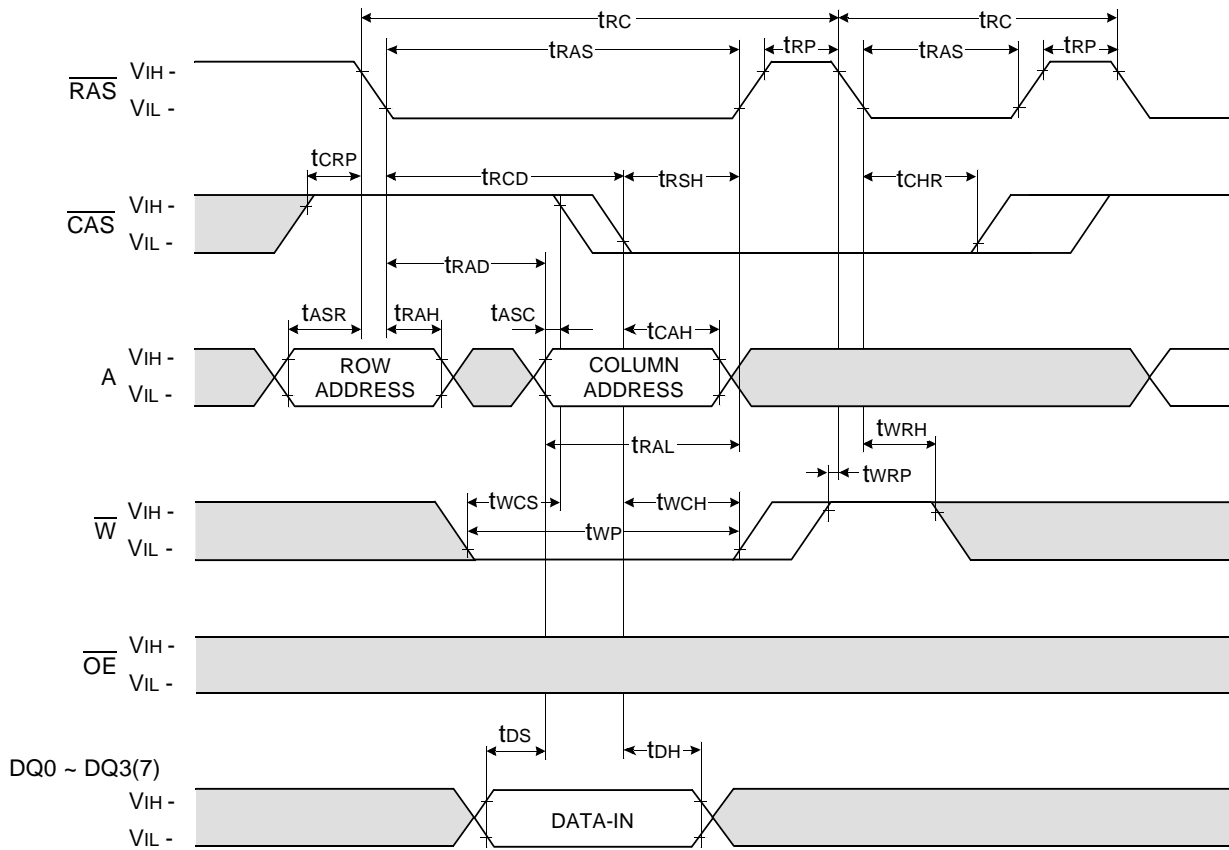 tRC tRC
tRAS tRP tRAS tRP
RAS VIH -
VIL -
tCRP tRCD tRSH tCHR
CAS VIH -
VIL -
tRAD
tASR tRAH tASC tCAH
A VIH -
VIL -
ROW
ADDRESS
COLUMN
ADDRESS
tRAL tWRH
tWRP
tWCS tWCH
W VIH -
VIL -
tWP
OE VIH -
VIL -
tDS tDH
DQ0 ~ DQ3(7)
VIH -
VIL -
DATA-IN